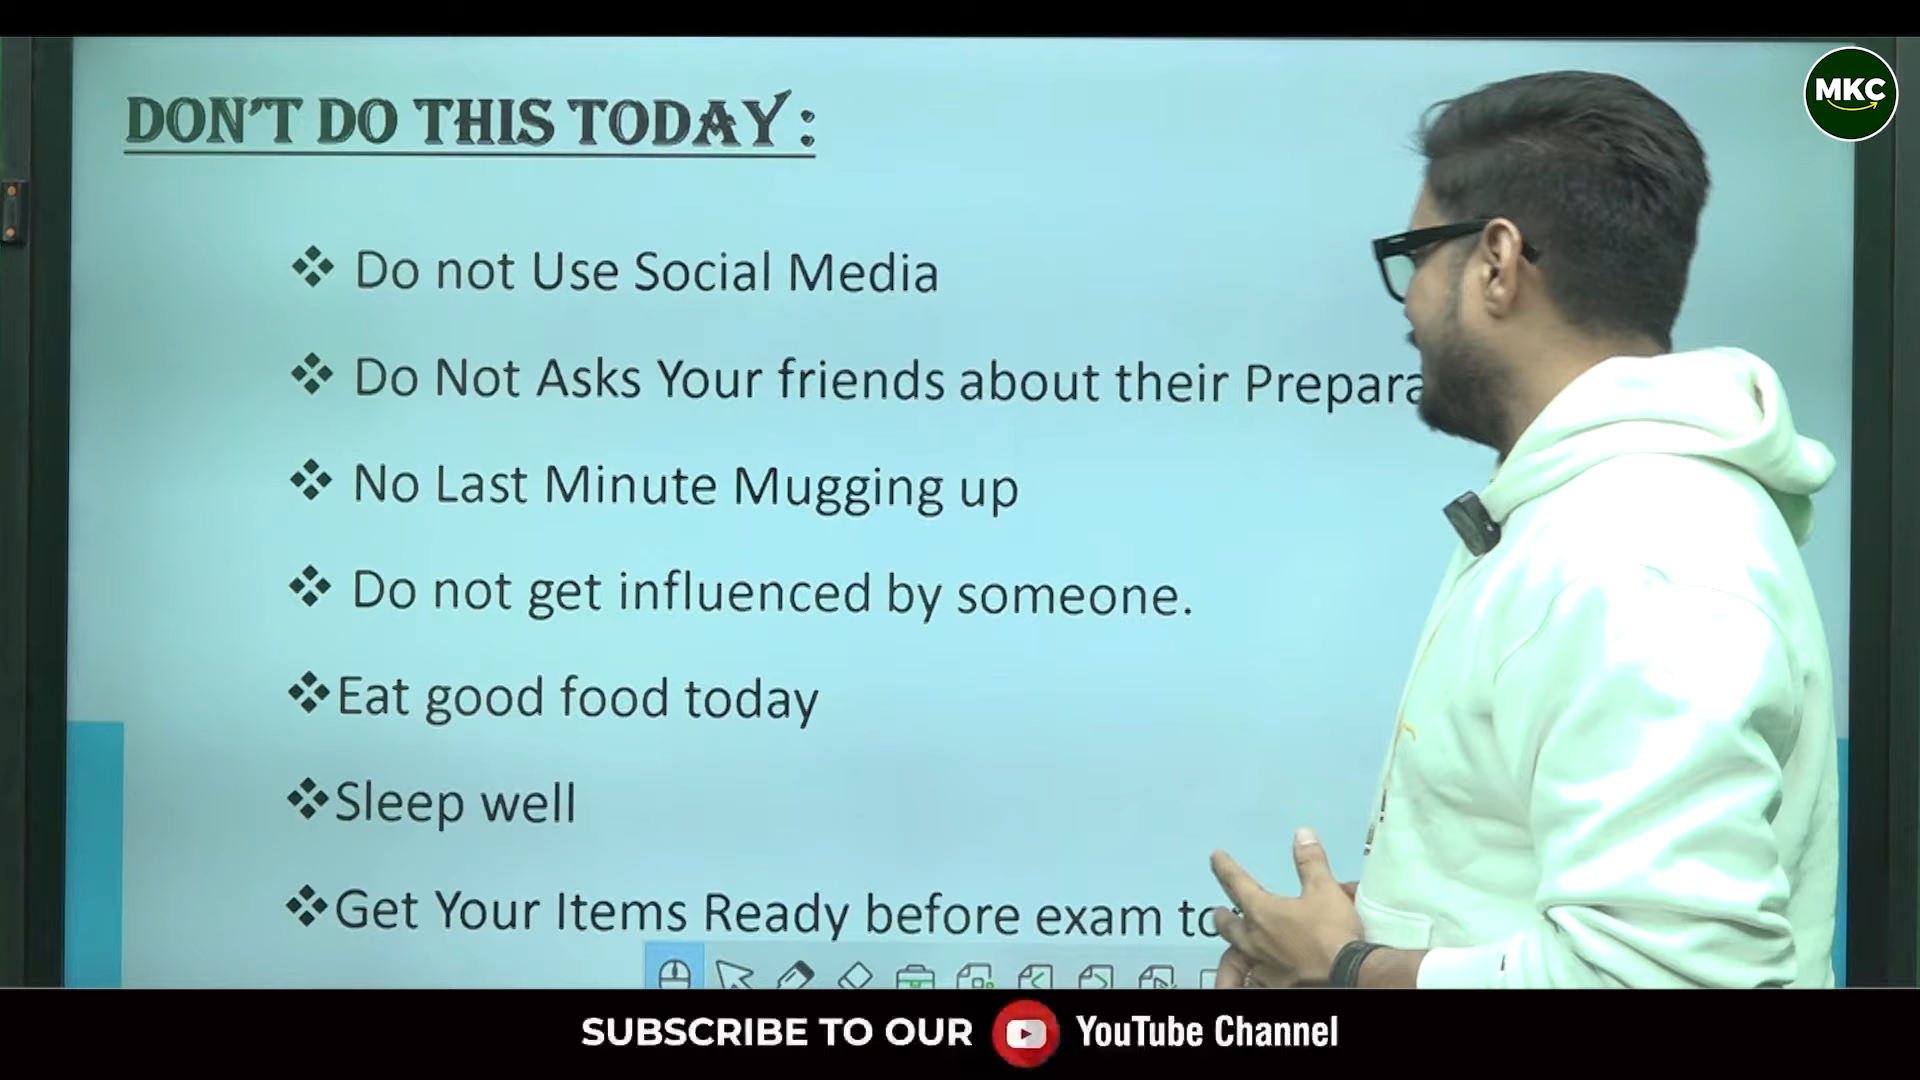 MKC
DON'T DO THIS TODAY :
Do not Use Social Media
Do Not Asks Your friends about their
No Last Minute Mugging up
Do not get influenced by someone.
Eat good food today
Sleep well
Get Your Items Ready before exam
SUBSCRIBE TO OUR YouTube Channel